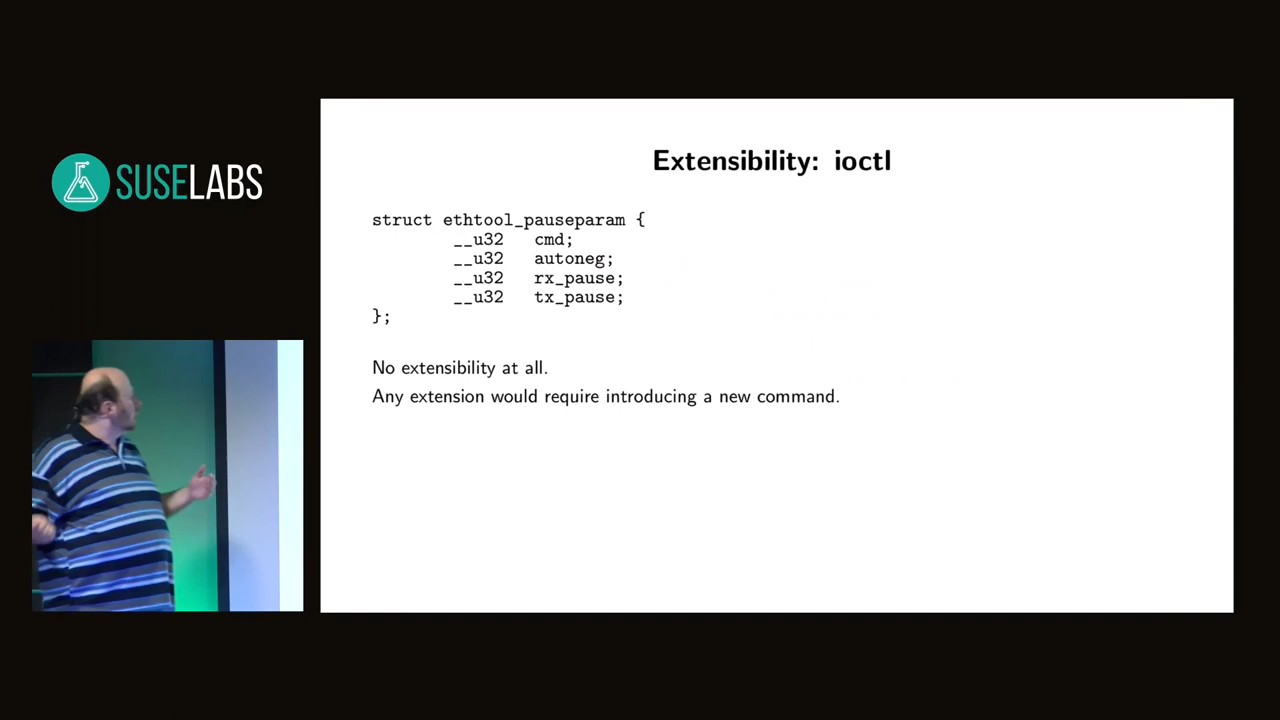 SUSELABS
Extensibility: ioctl
struct ethtool_pauseparam {
        __u32   cmd;
        __u32   autoneg;
        __u32   rx_pause;
        __u32   tx_pause;
};
No extensibility at all.
Any extension would require introducing a new command.